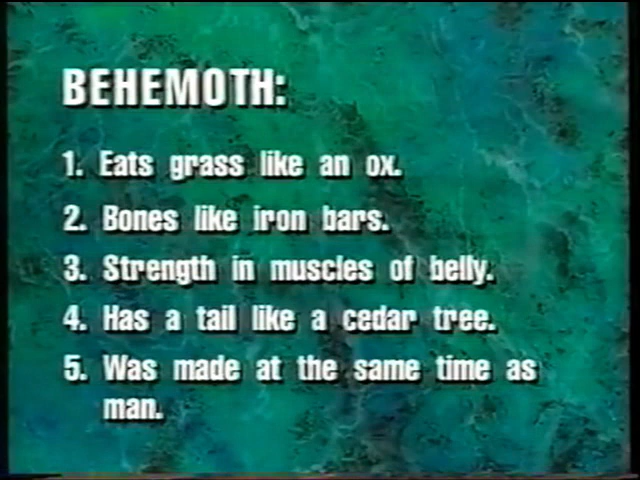 BEHEMOTH:
1. Eats grass like an ox.
2. Bones like iron bars.
3. Strength in muscles of belly.
4. Has a tail like a cedar tree.
5. Was made at the same time as
man.